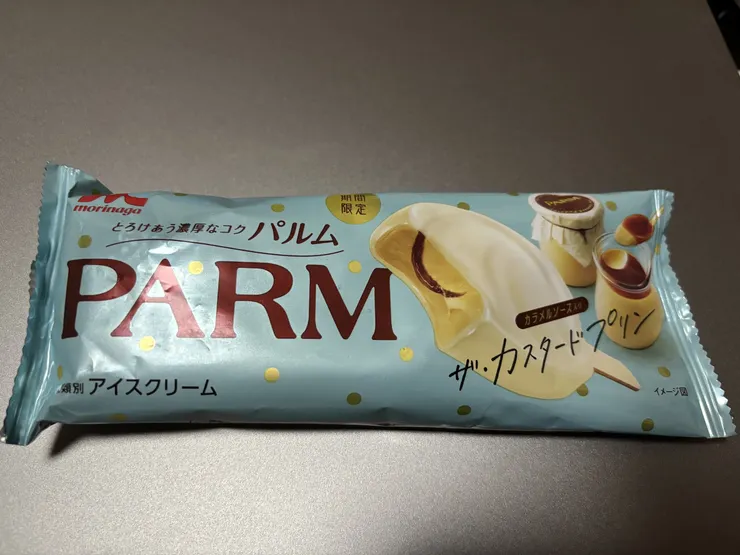 morinaga
とろけあう濃厚なコク パルム
PARM
期間
限定
カラメルソース入り
ザ・カスタードプリン
類別 アイスクリーム
イメージ図